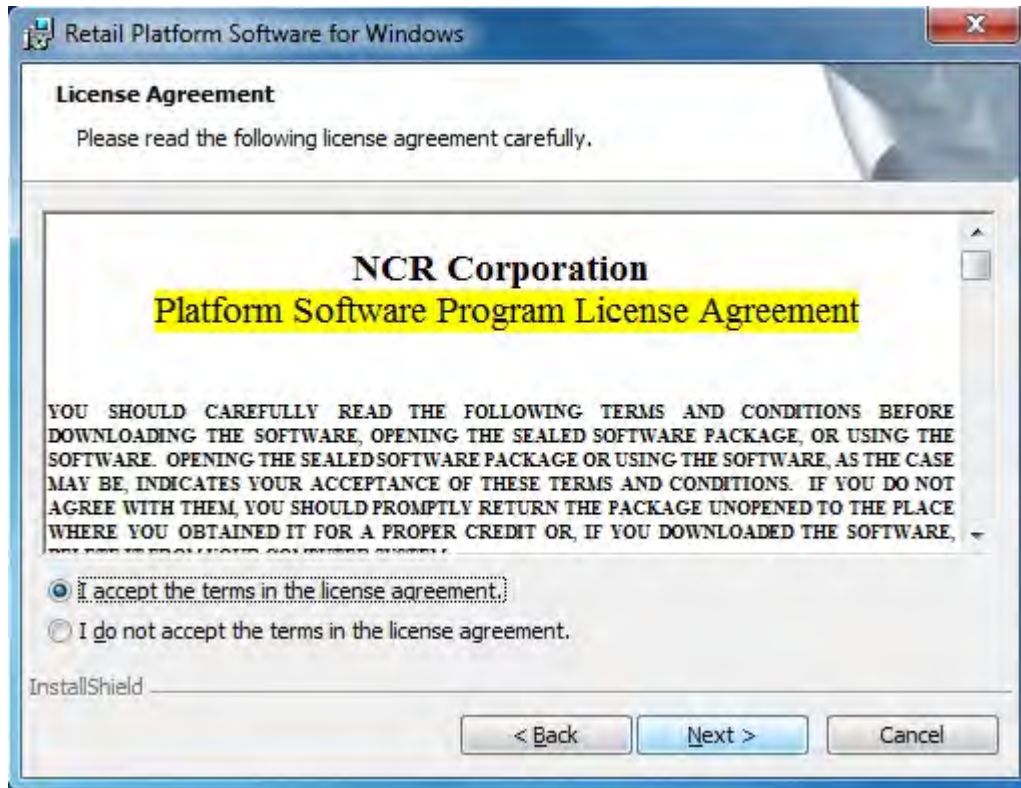 Retail Platform Software for Windows
License Agreement
Please read the following license agreement carefully.
NCR Corporation
Platform Software Program License Agreement
YOU SHOULD CAREFULLY READ THE FOLLOWING TERMS AND CONDITIONS BEFORE
DOWNLOADING THE SOFTWARE, OPENING THE SEALED SOFTWARE PACKAGE, OR USING THE
SOFTWARE. OPENING THE SEALED SOFTWARE PACKAGE OR USING THE SOFTWARE, AS THE CASE
MAY BE, INDICATES YOUR ACCEPTANCE OF THESE TERMS AND CONDITIONS. IF YOU DO NOT
AGREE WITH THEM, YOU SHOULD PROMPTLY RETURN THE PACKAGE UNOPENED TO THE PLACE
WHERE YOU OBTAINED IT FOR A PROPER CREDIT OR, IF YOU DOWNLOADED THE SOFTWARE,
DELETE IT FROM YOUR COMPUTER SYSTEM
I accept the terms in the license agreement.
I do not accept the terms in the license agreement.
InstallShield
< Back Next > Cancel